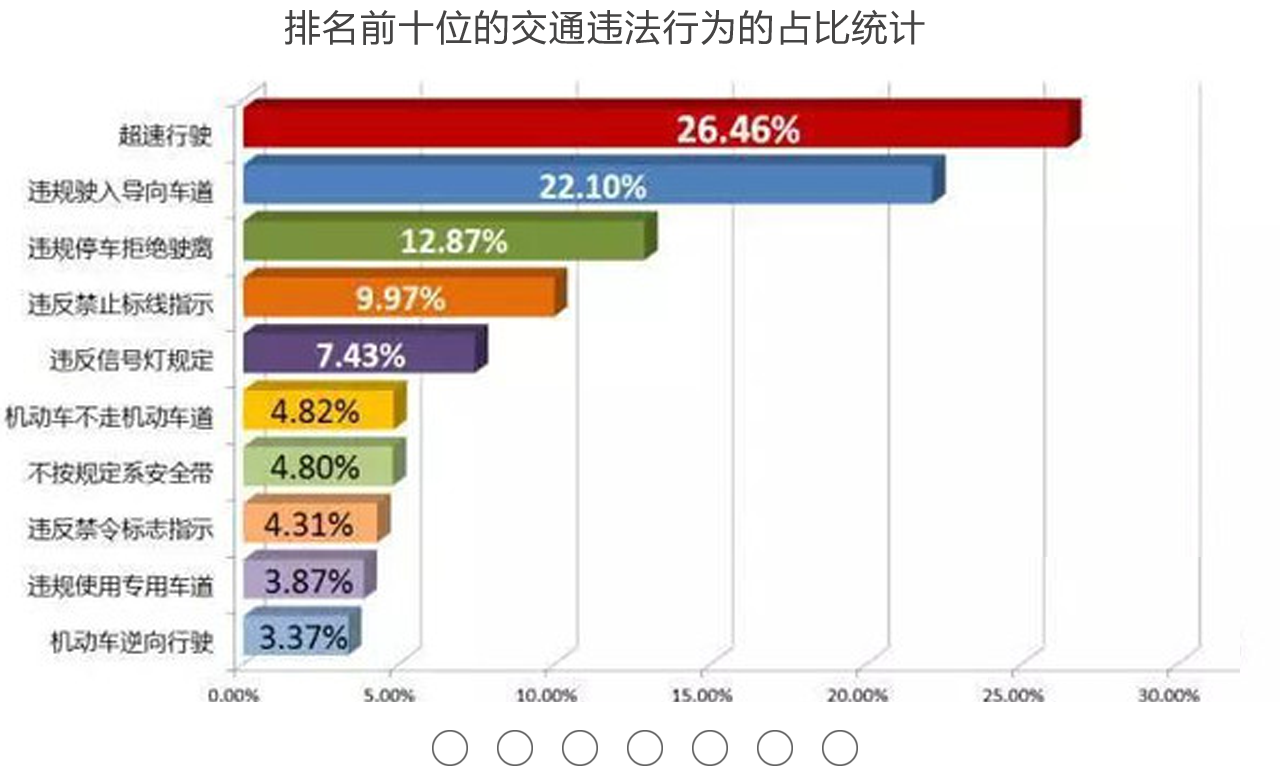 排名前十位的交通违法行为的占比统计
超速行驶
26.46%
违规驶入导向车道
22.10%
违规停车拒绝驶离
12.87%
违反禁止标线指示
9.97%
违反信号灯规定
7.43%
机动车不走机动车道
4.82%
不按规定系安全带
4.80%
违反禁令标志指示
4.31%
违规使用专用车道
3.87%
机动车逆向行驶
3.37%
0.00% 5.00% 10.00% 15.00% 20.00% 25.00% 30.00%